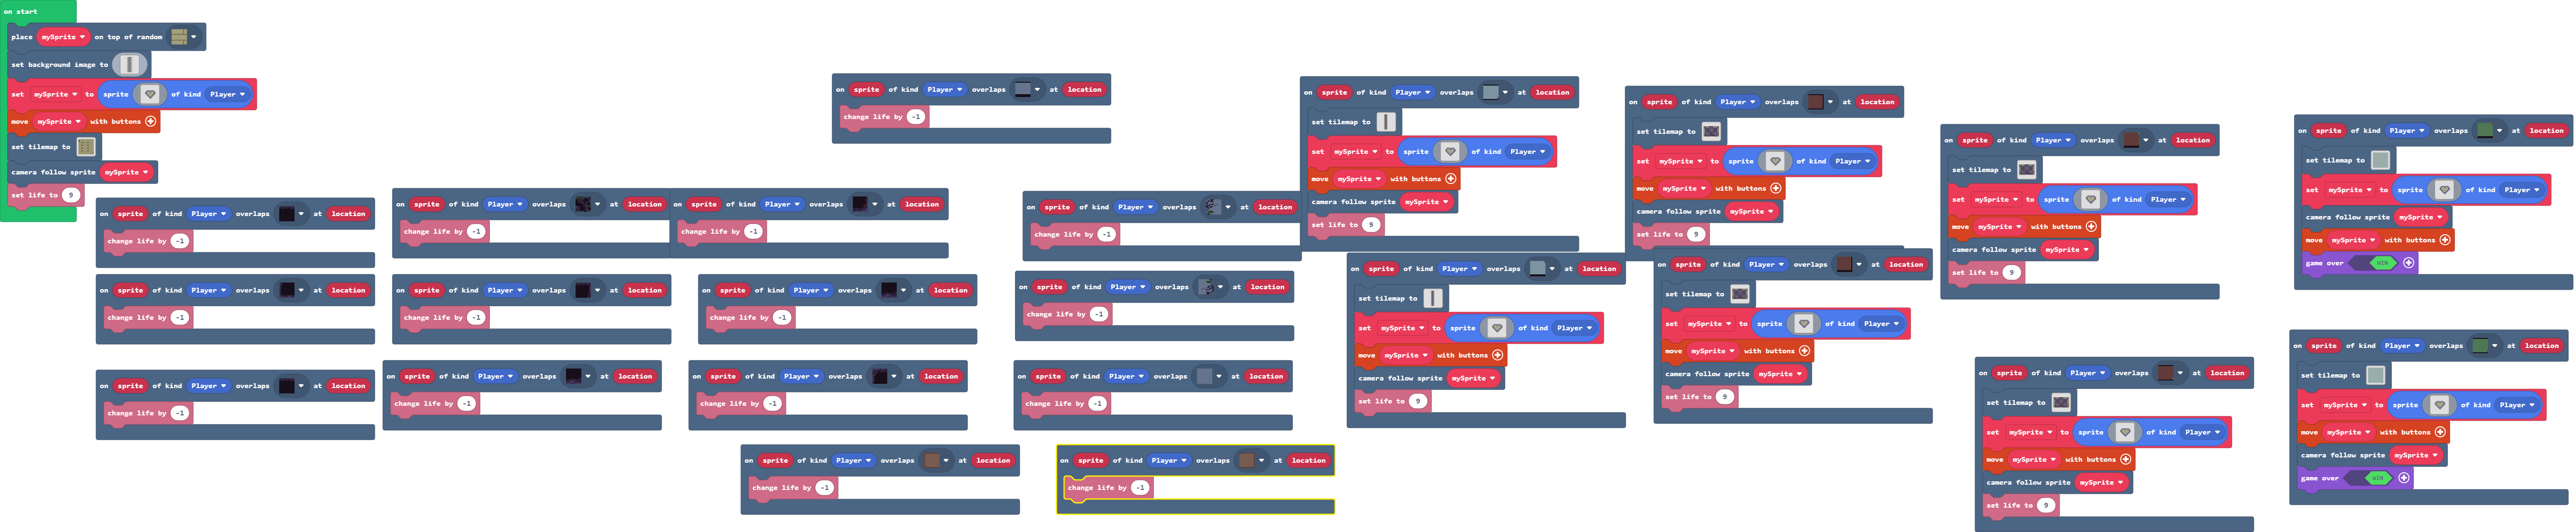 on start
place mySprite on top of random
set background image to
set mySprite to sprite of kind Player
move mySprite with buttons
set tilemap to
camera follow sprite mySprite
set life to 9
on sprite of kind Player overlaps at location
change life by -1
on sprite of kind Player overlaps at location
change life by -1
on sprite of kind Player overlaps at location
change life by -1
on sprite of kind Player overlaps at location
change life by -1
on sprite of kind Player overlaps at location
change life by -1
on sprite of kind Player overlaps at location
change life by -1
on sprite of kind Player overlaps at location
change life by -1
on sprite of kind Player overlaps at location
change life by -1
on sprite of kind Player overlaps at location
change life by -1
on sprite of kind Player overlaps at location
change life by -1
on sprite of kind Player overlaps at location
change life by -1
on sprite of kind Player overlaps at location
change life by -1
on sprite of kind Player overlaps at location
change life by -1
on sprite of kind Player overlaps at location
change life by -1
on sprite of kind Player overlaps at location
change life by -1
on sprite of kind Player overlaps at location
set tilemap to
set mySprite to sprite of kind Player
move mySprite with buttons
camera follow sprite mySprite
set life to 9
on sprite of kind Player overlaps at location
set tilemap to
set mySprite to sprite of kind Player
move mySprite with buttons
camera follow sprite mySprite
set life to 9
on sprite of kind Player overlaps at location
set tilemap to
set mySprite to sprite of kind Player
move mySprite with buttons
camera follow sprite mySprite
set life to 9
on sprite of kind Player overlaps at location
set tilemap to
set mySprite to sprite of kind Player
move mySprite with buttons
camera follow sprite mySprite
set life to 9
on sprite of kind Player overlaps at location
set tilemap to
set mySprite to sprite of kind Player
move mySprite with buttons
camera follow sprite mySprite
set life to 9
on sprite of kind Player overlaps at location
set tilemap to
set mySprite to sprite of kind Player
move mySprite with buttons
camera follow sprite mySprite
set life to 9
on sprite of kind Player overlaps at location
set tilemap to
set mySprite to sprite of kind Player
camera follow sprite mySprite
move mySprite with buttons
game over WIN
on sprite of kind Player overlaps at location
set tilemap to
set mySprite to sprite of kind Player
move mySprite with buttons
camera follow sprite mySprite
game over WIN